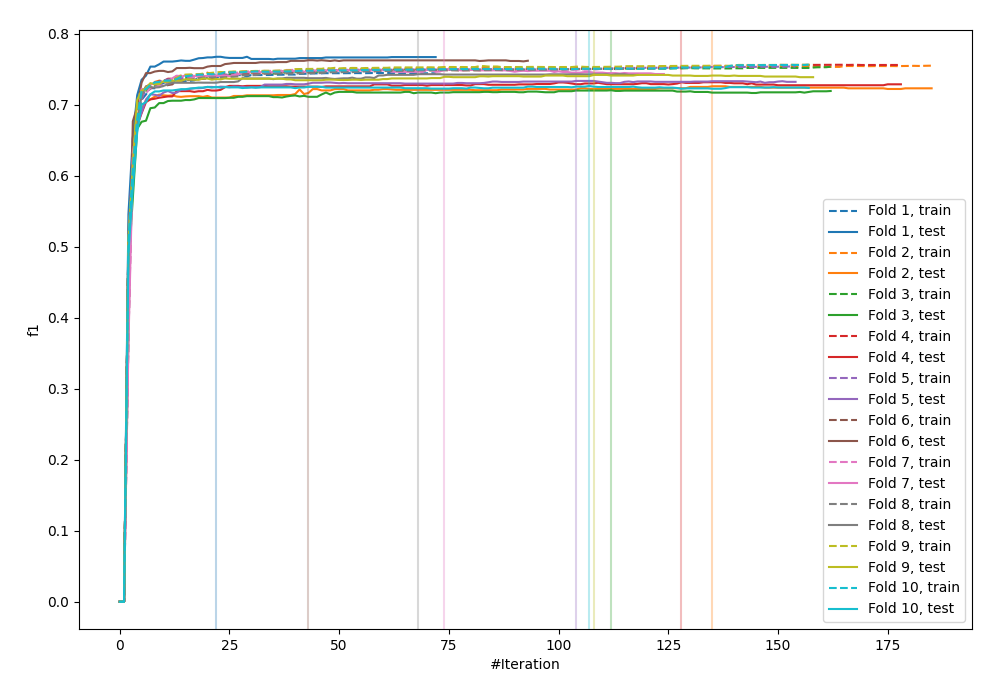 0.8
0.7
0.6
0.5
0.4
0.3
0.2
0.1
0.0
f1
0 25 50 75 100 125 150 175
#Iteration
Fold 1, train
Fold 1, test
Fold 2, train
Fold 2, test
Fold 3, train
Fold 3, test
Fold 4, train
Fold 4, test
Fold 5, train
Fold 5, test
Fold 6, train
Fold 6, test
Fold 7, train
Fold 7, test
Fold 8, train
Fold 8, test
Fold 9, train
Fold 9, test
Fold 10, train
Fold 10, test